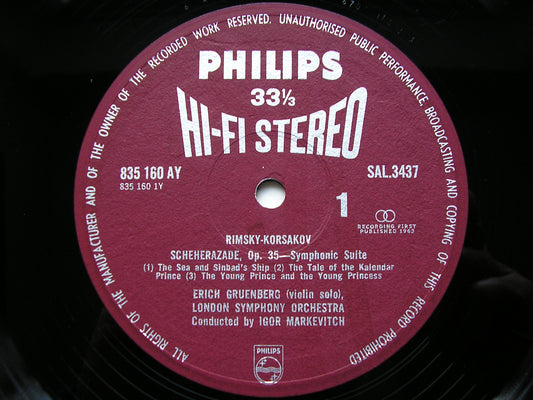 ALL RIGHTS OF THE MANUFACTURER AND OF THE OWNER OF THE RECORDED WORK RESERVED. UNAUTHORISED PUBLIC PERFORMANCE, BROADCASTING AND COPYING OF THIS RECORD PROHIBITED
PHILIPS
33⅓
HI-FI STEREO
835 160 AY
835 160 1Y
SAL.3437
1
RECORDING FIRST
PUBLISHED 1963
RIMSKY-KORSAKOV
SCHEHERAZADE, Op. 35—Symphonic Suite
(1) The Sea and Sinbad's Ship (2) The Tale of the Kalendar
Prince (3) The Young Prince and the Young Princess
ERICH GRUENBERG (violin solo),
LONDON SYMPHONY ORCHESTRA
Conducted by IGOR MARKEVITCH
PHILIPS